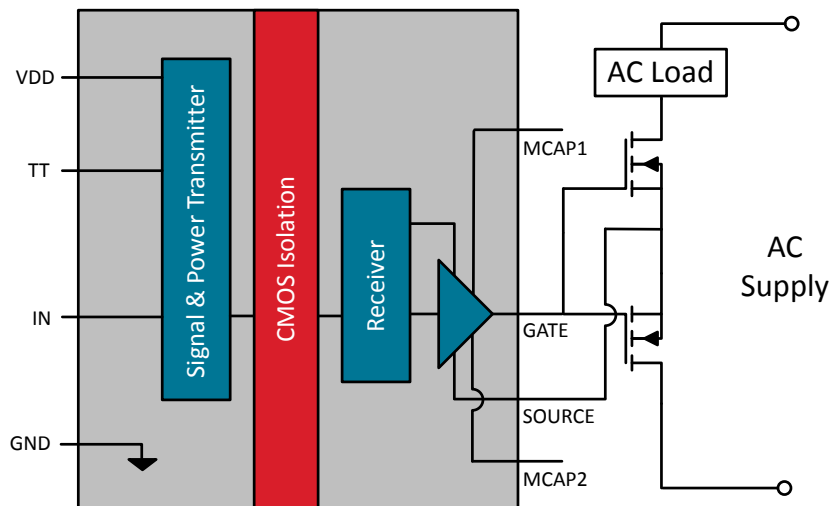 VDD
TT
IN
GND
Signal & Power Transmitter
CMOS Isolation
Receiver
MCAP1
GATE
SOURCE
MCAP2
AC Load
AC
Supply